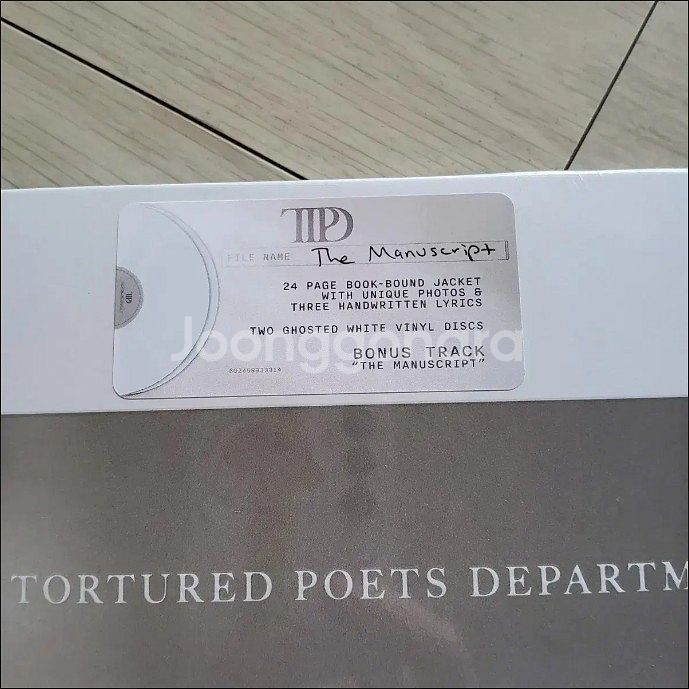 TTPD
FILE NAME The Manuscript
24 PAGE BOOK-BOUND JACKET
WITH UNIQUE PHOTOS &
THREE HANDWRITTEN LYRICS
TWO GHOSTED WHITE VINYL DISCS
Joonggonara
BONUS TRACK
"THE MANUSCRIPT"
TORTURED POETS DEPARTM